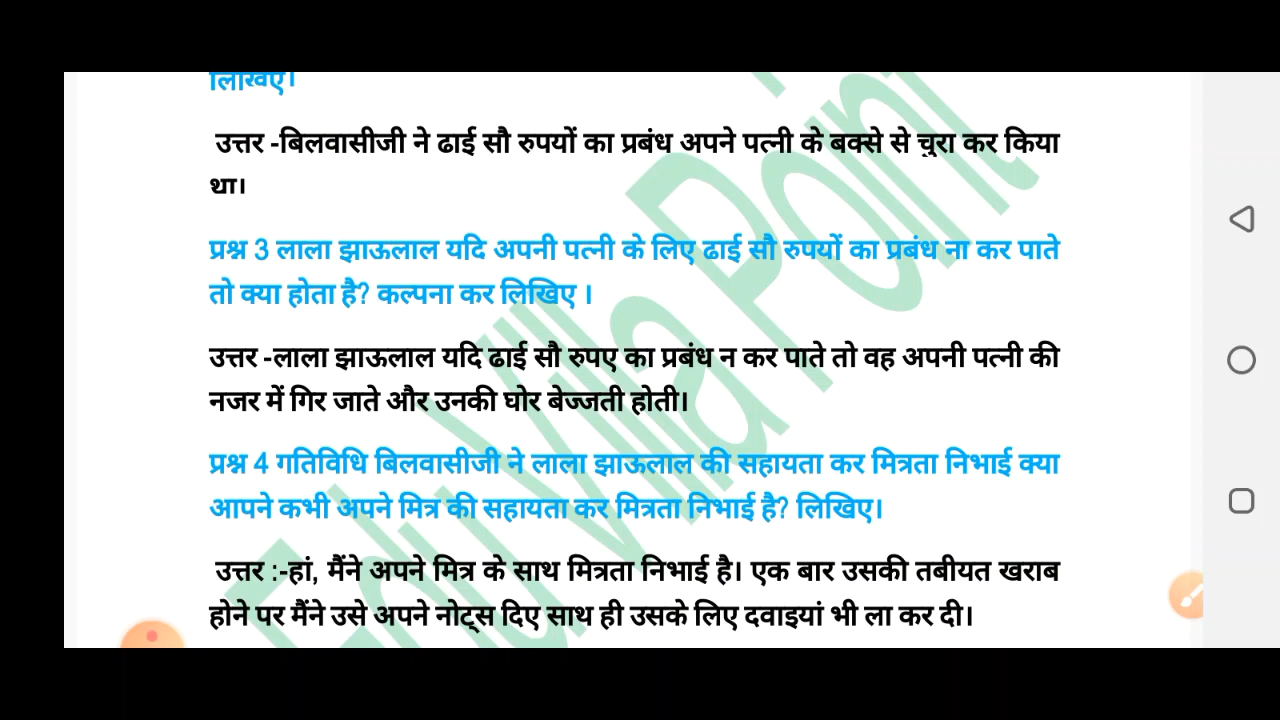 लिखिए।
उत्तर -बिलवासीजी ने ढाई सौ रुपयों का प्रबंध अपने पत्नी के बक्से से चुरा कर किया
था।
प्रश्न 3 लाला झाऊलाल यदि अपनी पत्नी के लिए ढाई सौ रुपयों का प्रबंध ना कर पाते
तो क्या होता है? कल्पना कर लिखिए ।
उत्तर -लाला झाऊलाल यदि ढाई सौ रुपए का प्रबंध न कर पाते तो वह अपनी पत्नी की
नजर में गिर जाते और उनकी घोर बेज्जती होती।
प्रश्न 4 गतिविधि बिलवासीजी ने लाला झाऊलाल की सहायता कर मित्रता निभाई क्या
आपने कभी अपने मित्र की सहायता कर मित्रता निभाई है? लिखिए।
उत्तर :-हां, मैंने अपने मित्र के साथ मित्रता निभाई है। एक बार उसकी तबीयत खराब
होने पर मैंने उसे अपने नोट्स दिए साथ ही उसके लिए दवाइयां भी ला कर दी।
Edu Villa Point